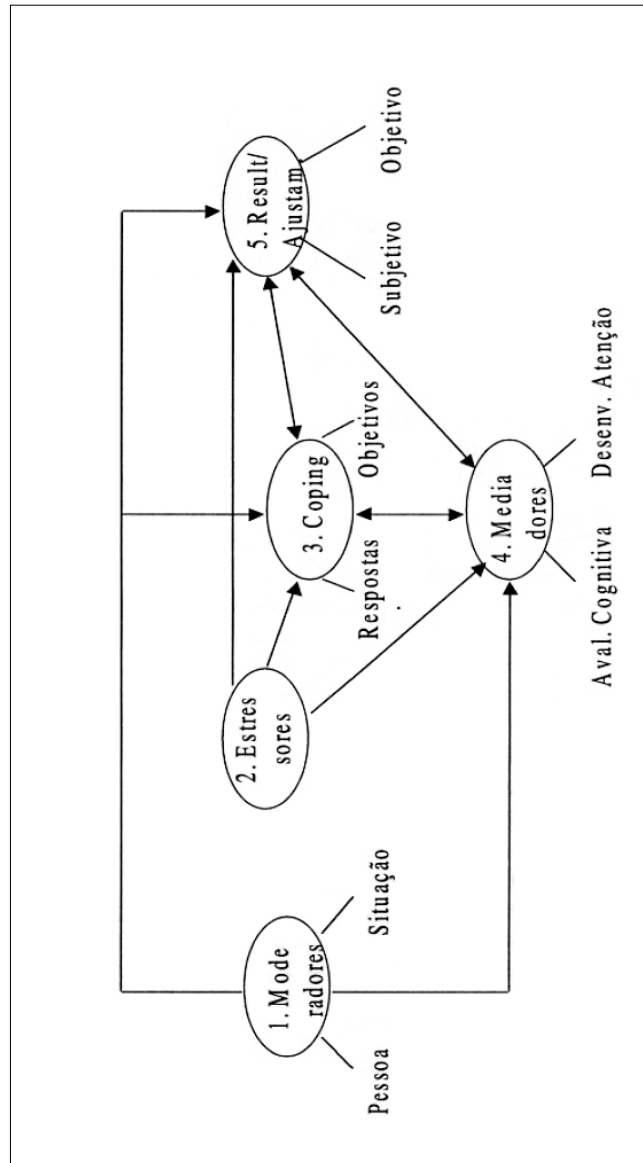 1. Mode
radores
Pessoa
Situação
2. Estres
sores
3. Coping
Respostas
Objetivos
4. Media
dores
Aval. Cognitiva
Desenv. Atenção
5. Result/
Ajustam
Subjetivo
Objetivo